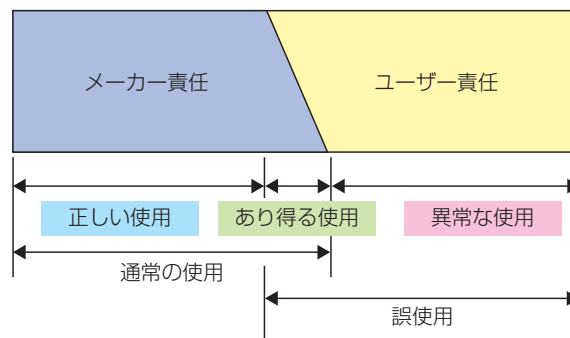 メーカー責任
ユーザー責任
正しい使用
あり得る使用
異常な使用
通常の使用
誤使用